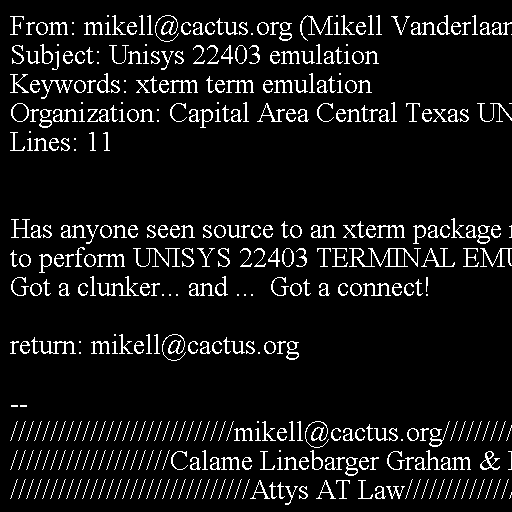 From: mikell@cactus.org (Mikell Vanderlaan
Subject: Unisys 22403 emulation
Keywords: xterm term emulation
Organization: Capital Area Central Texas UN
Lines: 11
Has anyone seen source to an xterm package
to perform UNISYS 22403 TERMINAL EMU
Got a clunker... and ...  Got a connect!
return: mikell@cactus.org
--
////////////////////////////mikell@cactus.org/////////
////////////////////Calame Linebarger Graham &
//////////////////////////////Attys AT Law/////////////